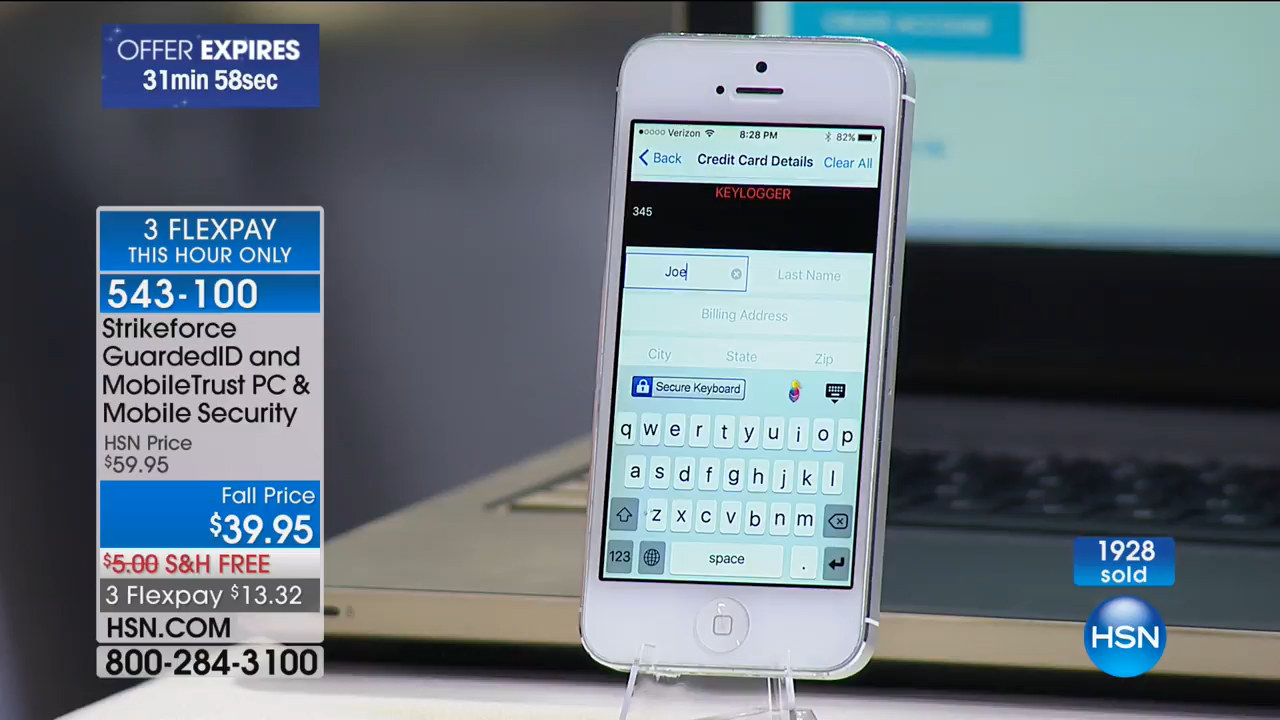 OFFER EXPIRES
31min 58sec
3 FLEXPAY
THIS HOUR ONLY
543-100
Strikeforce
GuardedID and
MobileTrust PC &
Mobile Security
HSN Price
$59.95
Fall Price
$39.95
$5.00 S&H FREE
3 Flexpay $13.32
HSN.COM
800-284-3100
Verizon
8:28 PM
82%
Back
Credit Card Details
Clear All
KEYLOGGER
345
Joe
Last Name
Billing Address
City
State
Zip
Secure Keyboard
q w e r t y u i o p
a s d f g h j k l
z x c v b n m
123
space
.
CREATE ACCOUNT
1928
sold
HSN